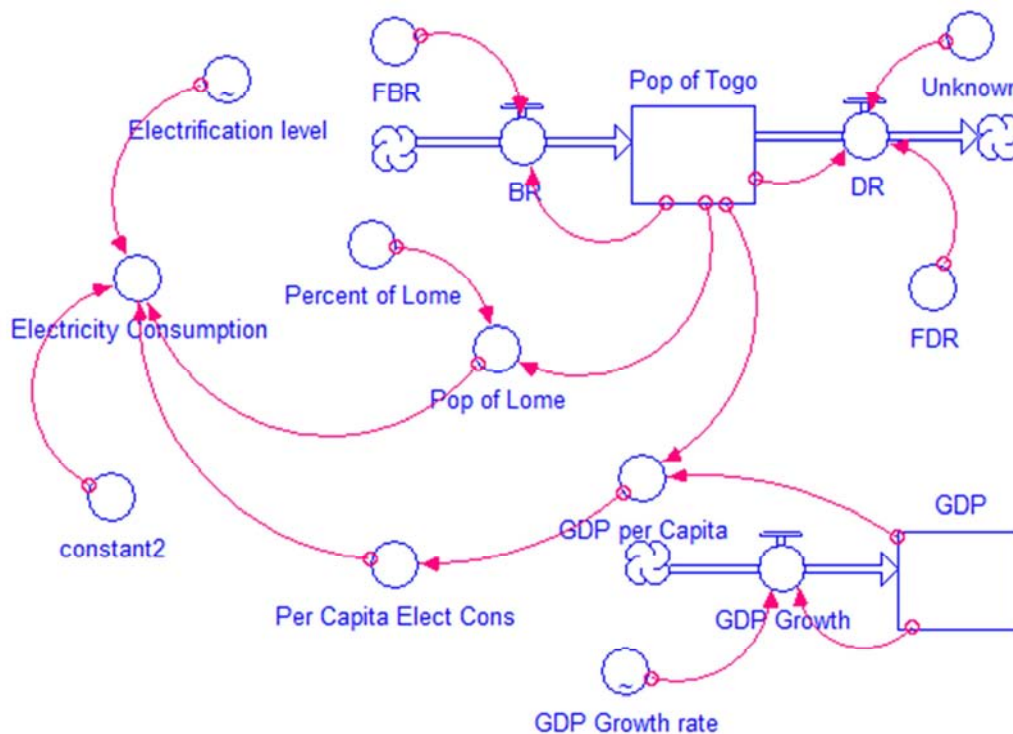 Pop of Togo
FBR
Unknown
Electrification level
BR
DR
Percent of Lome
Electricity Consumption
FDR
Pop of Lome
GDP
GDP per Capita
constant2
Per Capita Elect Cons
GDP Growth
GDP Growth rate
~
~